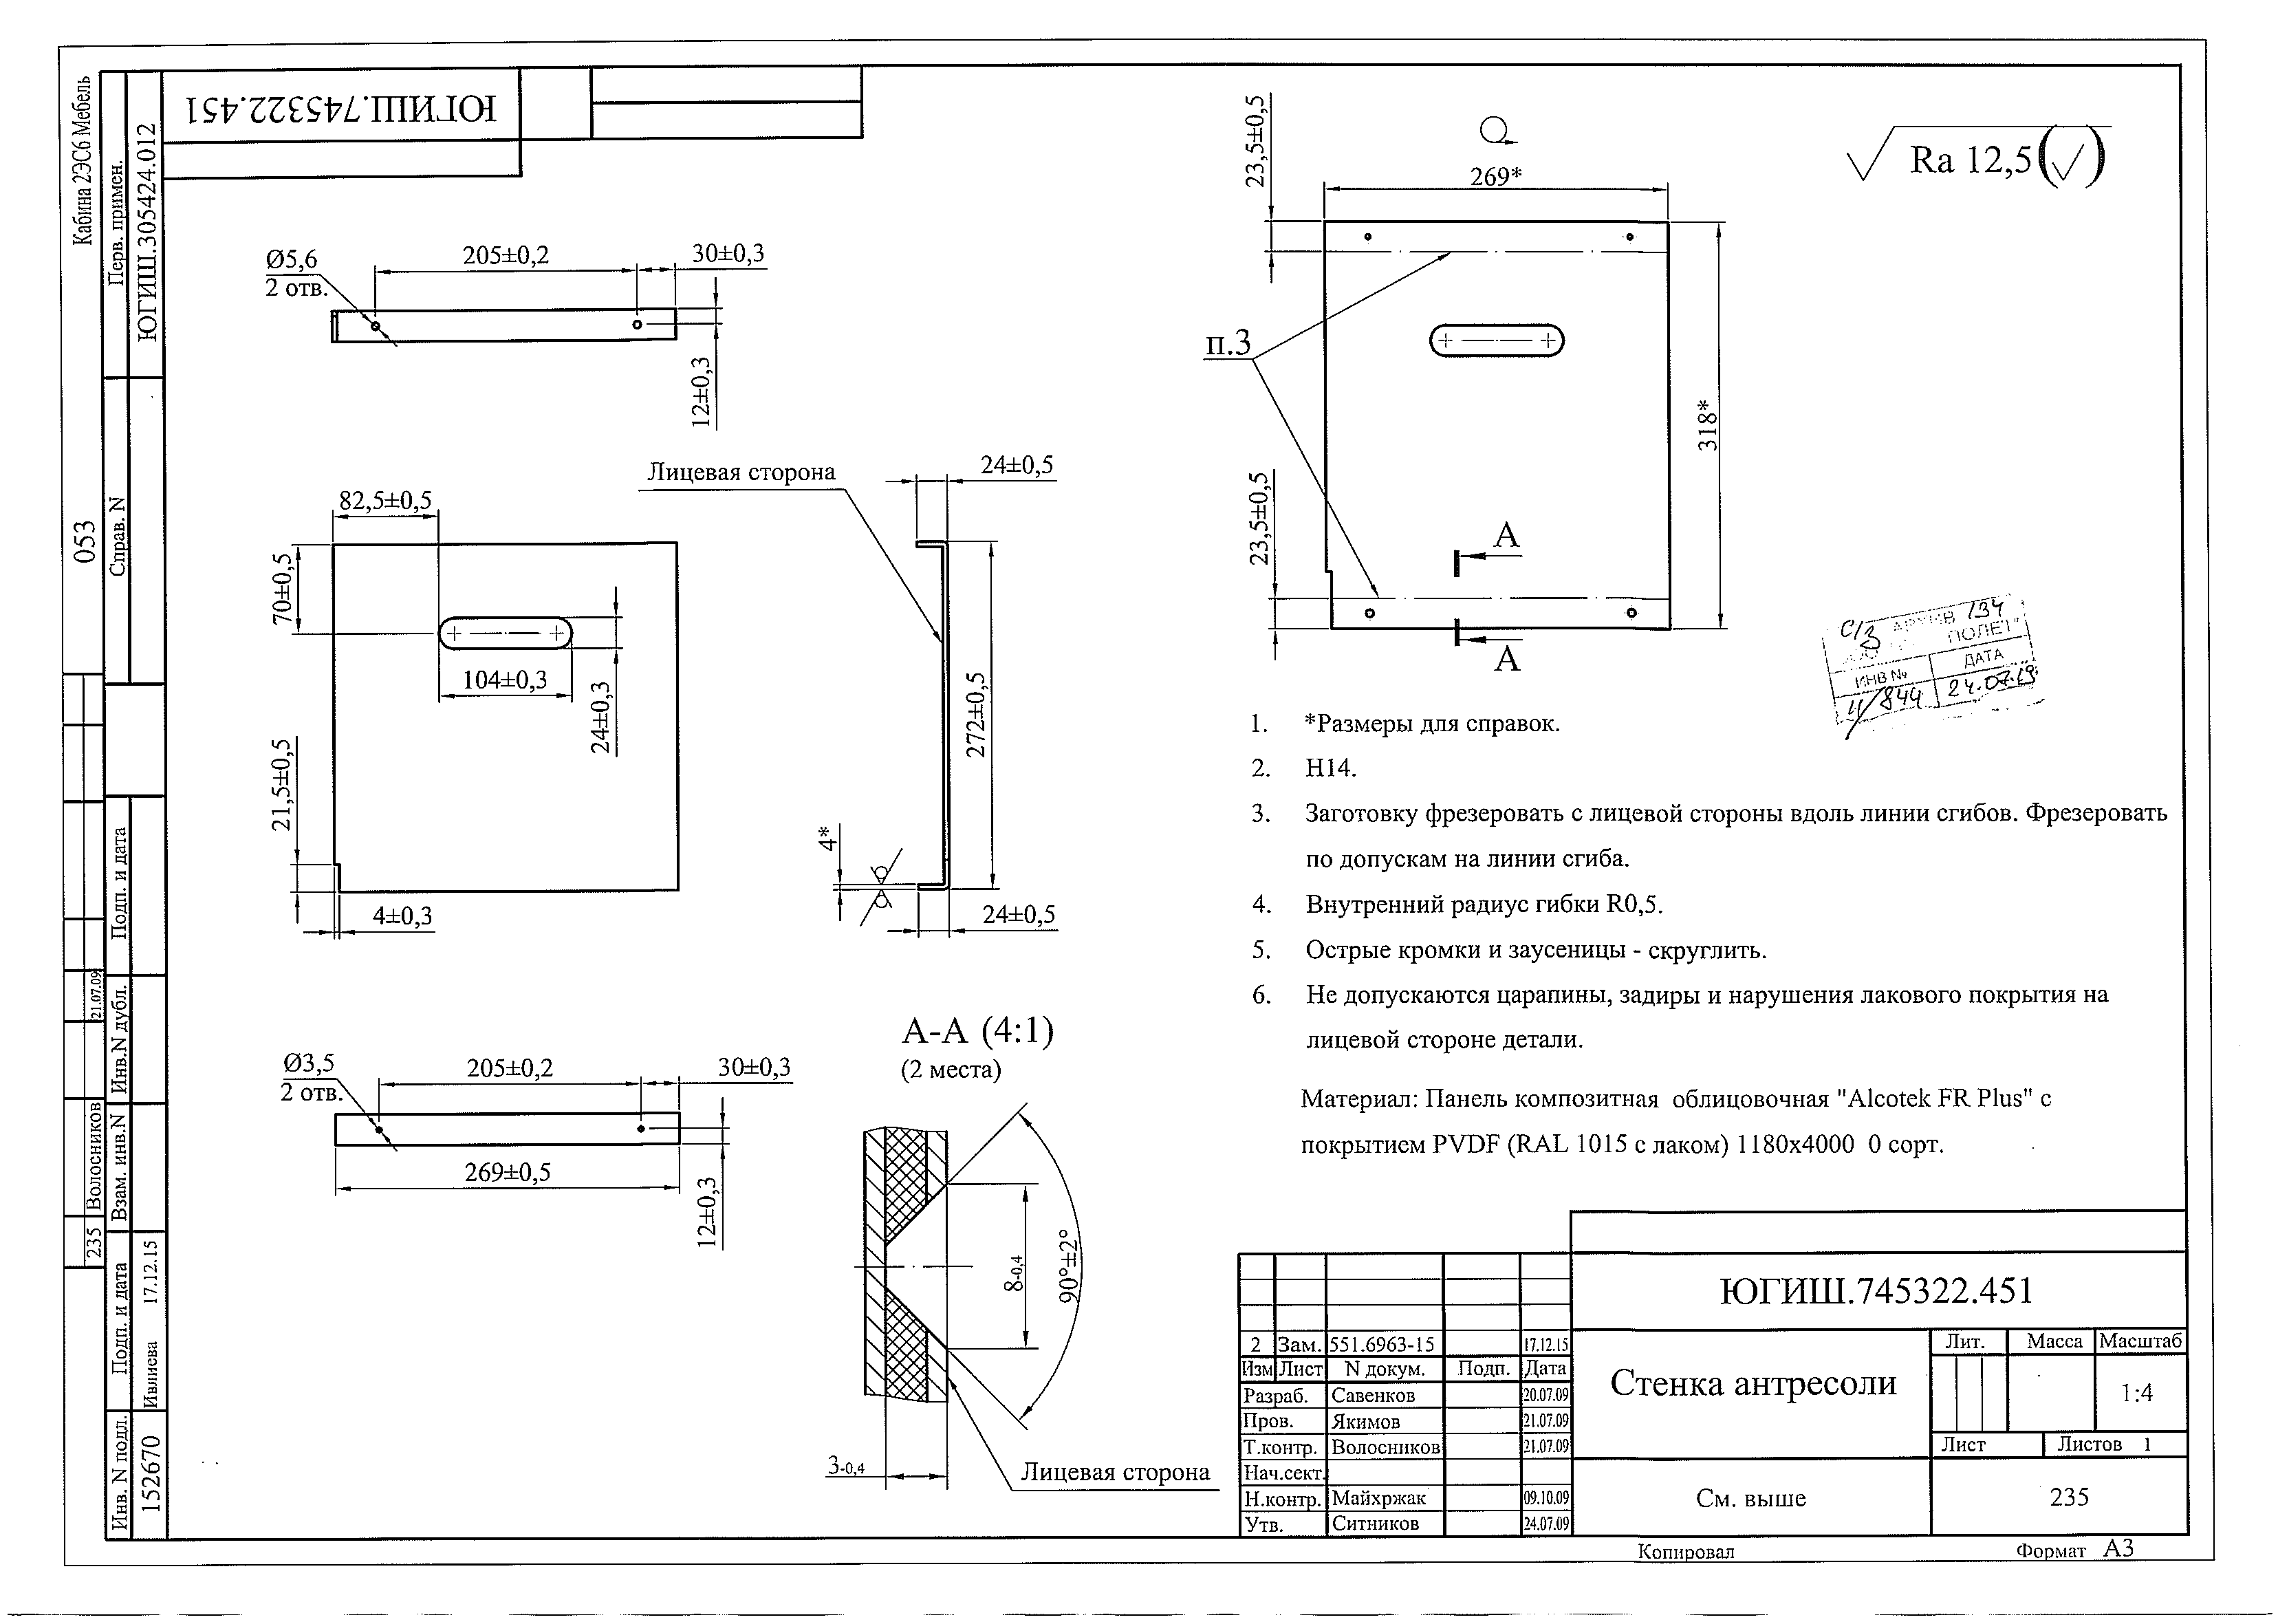 Кабина 2ЭС6 Мебель
053
Перв. примен.
ЮГИШ.305424.012
Справ. N
Подп. и дата
Инв.N дубл.
Взам. инв.N
Подп. и дата
Инв. N подл.
21.07.09
Волосников
235
Ивлиева 17.12.15
152670
ЮГИШ.745322.451
Ø5,6
2 отв.
205±0,2
30±0,3
12±0,3
82,5±0,5
70±0,5
104±0,3
24±0,3
21,5±0,5
4±0,3
Лицевая сторона
24±0,5
272±0,5
4*
24±0,5
Ø3,5
2 отв.
205±0,2
30±0,3
269±0,5
12±0,3
А-А (4:1)
(2 места)
8-0,4
90°±2°
3-0,4
Лицевая сторона
23,5±0,5
269*
318*
п.3
23,5±0,5
А
А
Ra 12,5
С/З АРХИВ 134
ПОЛЕТ"
ИНВ № ДАТА
4/844 24.07.19
1. *Размеры для справок.
2. H14.
3. Заготовку фрезеровать с лицевой стороны вдоль линии сгибов. Фрезеровать
по допускам на линии сгиба.
4. Внутренний радиус гибки R0,5.
5. Острые кромки и заусеницы - скруглить.
6. Не допускаются царапины, задиры и нарушения лакового покрытия на
лицевой стороне детали.
Материал: Панель композитная облицовочная "Alcotek FR Plus" с
покрытием PVDF (RAL 1015 с лаком) 1180х4000 0 сорт.
2 Зам. 551.6963-15 17.12.15
Изм Лист N докум. Подп. Дата
Разраб. Савенков 20.07.09
Пров. Якимов 21.07.09
Т.контр. Волосников 21.07.09
Нач.сект.
Н.контр. Майхржак 09.10.09
Утв. Ситников 24.07.09
ЮГИШ.745322.451
Стенка антресоли
Лит. Масса Масштаб
1:4
Лист Листов 1
См. выше
235
Копировал
Формат А3